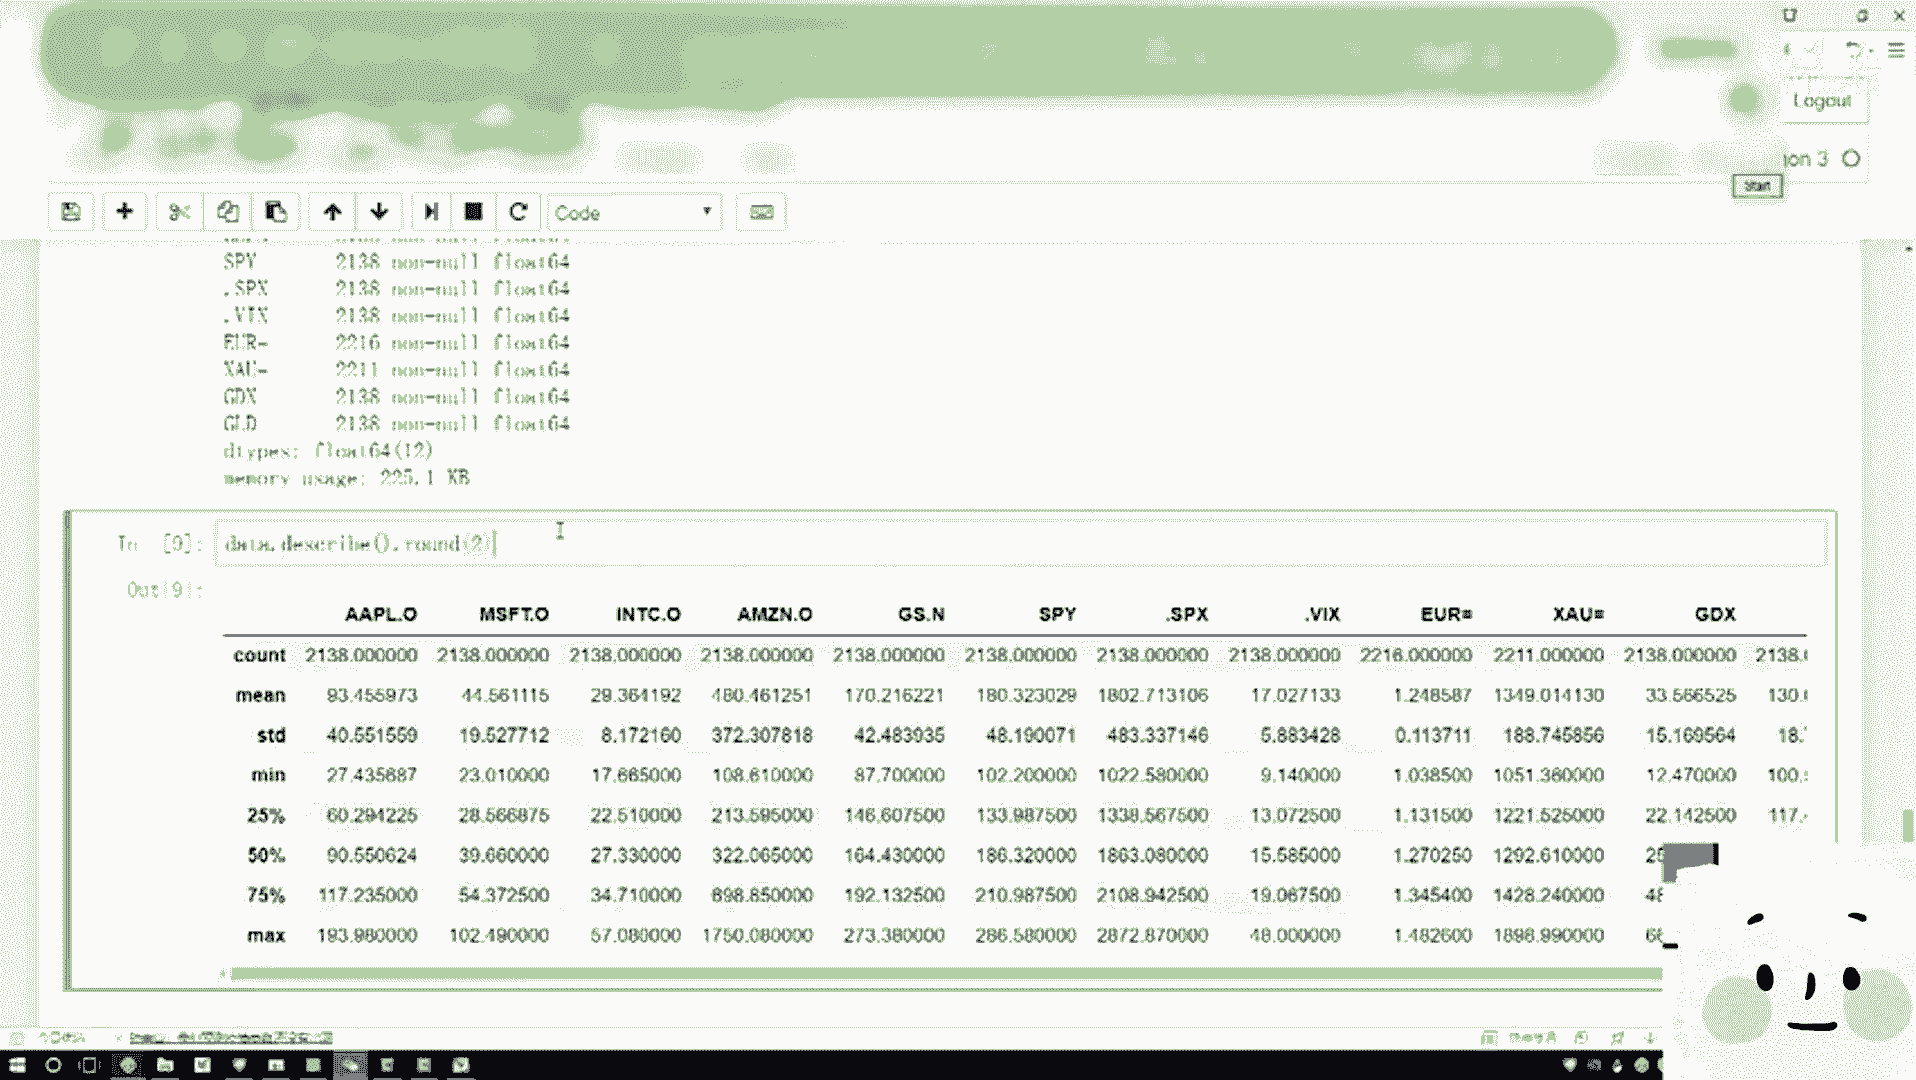 Logout
on 3
Start
Code
SPY 2138 non-null float64
.SPX 2138 non-null float64
.VIX 2138 non-null float64
EUR= 2216 non-null float64
XAU= 2211 non-null float64
GDX 2138 non-null float64
GLD 2138 non-null float64
dtypes: float64(12)
memory usage: 225.1 KB
In [9]: data.describe().round(2)
Out[9]:
AAPL.O MSFT.O INTC.O AMZN.O GS.N SPY .SPX .VIX EUR= XAU= GDX
count 2138.000000 2138.000000 2138.000000 2138.000000 2138.000000 2138.000000 2138.000000 2138.000000 2216.000000 2211.000000 2138.000000 2138.
mean 93.455973 44.561115 29.364192 480.461251 170.216221 180.323029 1802.713106 17.027133 1.248587 1349.014130 33.566525 130.
std 40.551559 19.527712 8.172160 372.307818 42.483935 48.190071 483.337146 5.883428 0.113711 188.745856 15.169564 18.
min 27.435687 23.010000 17.665000 108.610000 87.700000 102.200000 1022.580000 9.140000 1.038500 1051.360000 12.470000 100.
25% 60.294225 28.566875 22.510000 213.595000 146.607500 133.987500 1338.567500 13.072500 1.131500 1221.525000 22.142500 117.
50% 90.550624 39.660000 27.330000 322.065000 164.430000 186.320000 1863.080000 15.585000 1.270250 1292.610000 25
75% 117.235000 54.372500 34.710000 698.850000 192.132500 210.987500 2108.942500 19.067500 1.345400 1428.240000 48
max 193.980000 102.490000 57.080000 1750.080000 273.380000 286.580000 2872.870000 48.000000 1.482600 1898.990000 66